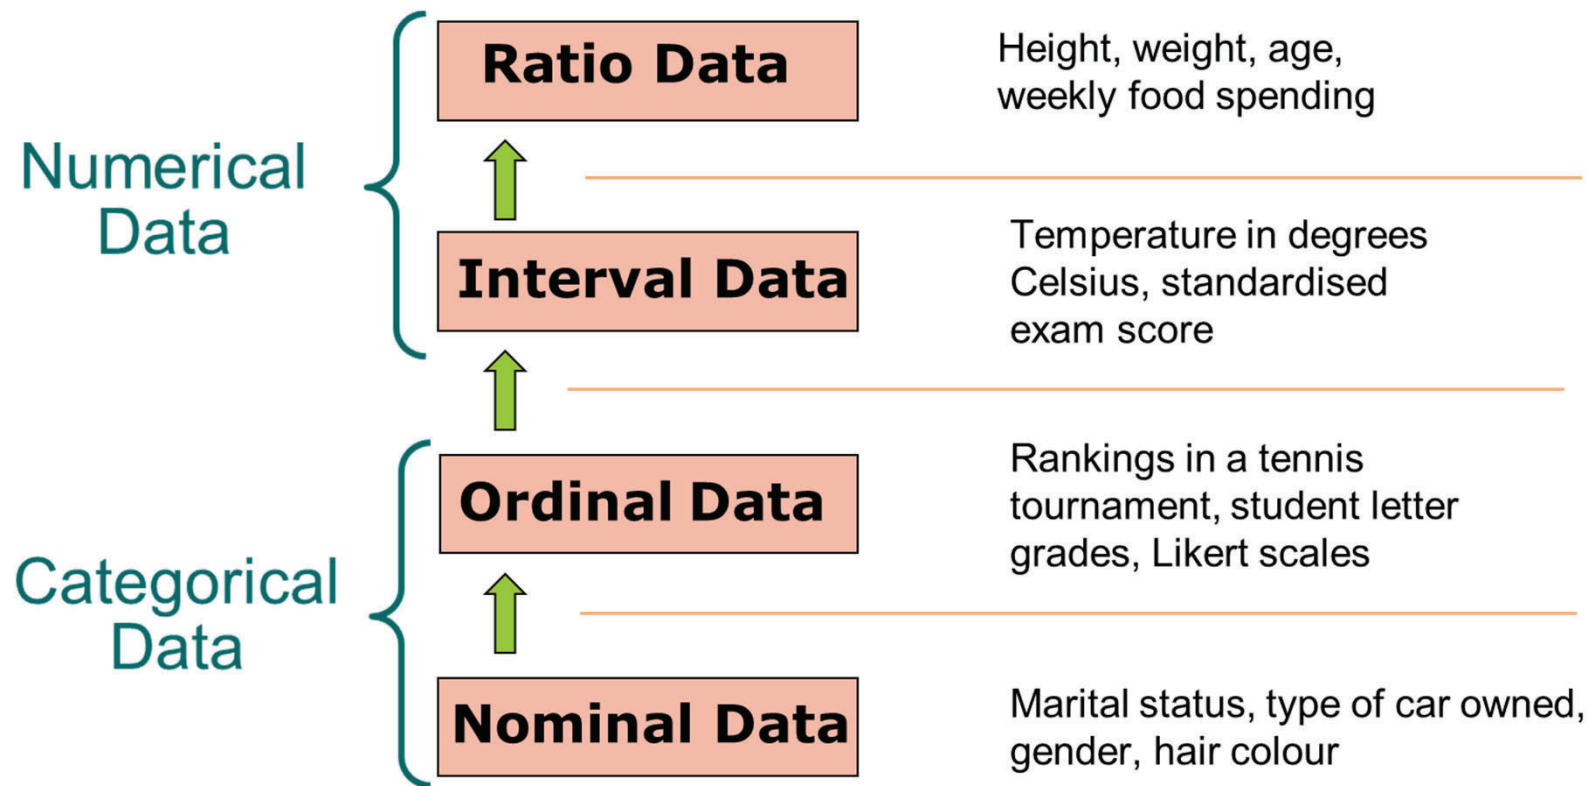 Numerical
Data
Ratio Data
Height, weight, age,
weekly food spending
Interval Data
Temperature in degrees
Celsius, standardised
exam score
Categorical
Data
Ordinal Data
Rankings in a tennis
tournament, student letter
grades, Likert scales
Nominal Data
Marital status, type of car owned,
gender, hair colour